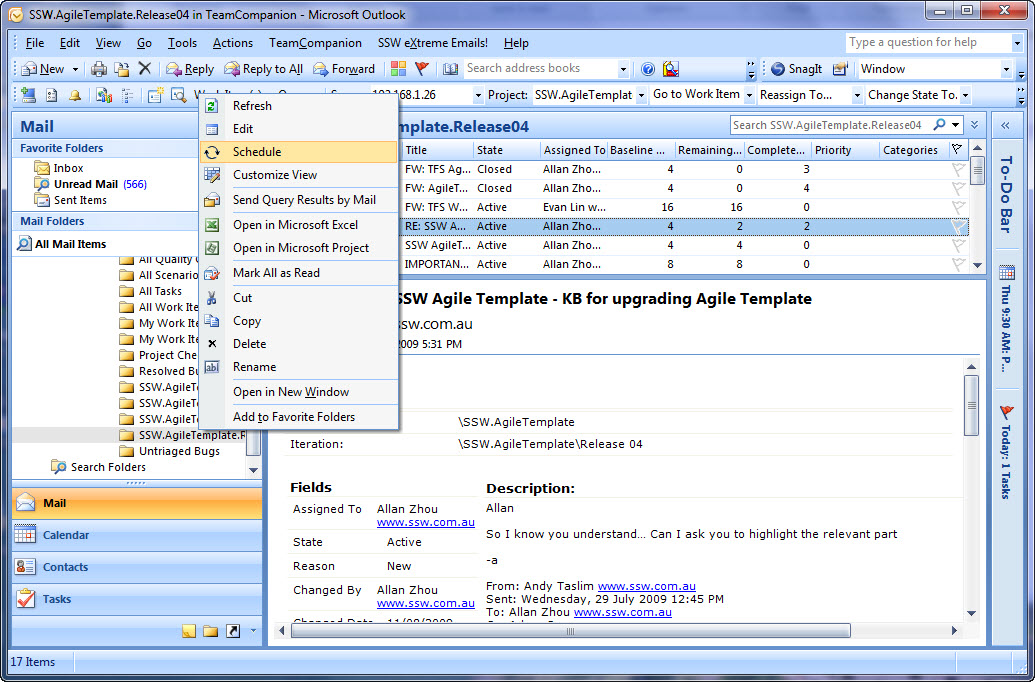 SSW.AgileTemplate.Release04 in TeamCompanion - Microsoft Outlook
File Edit View Go Tools Actions TeamCompanion SSW eXtreme Emails! Help Type a question for help
New Reply Reply to All Forward Search address books SnagIt Window
192.168.1.26 Project: SSW.AgileTemplat Go to Work Item Reassign To... Change State To.
Mail
Favorite Folders
Inbox
Unread Mail (566)
Sent Items
Mail Folders
All Mail Items
All Quality
All Scenario
All Tasks
All Work Ite
My Work Ite
My Work Ite
Project Che
Resolved Bu
SSW.AgileTe
SSW.AgileTe
SSW.AgileTe
SSW.AgileTemplate.R
Untriaged Bugs
Search Folders
Mail
Calendar
Contacts
Tasks
17 Items
Refresh
Edit
Schedule
Customize View
Send Query Results by Mail
Open in Microsoft Excel
Open in Microsoft Project
Mark All as Read
Cut
Copy
Delete
Rename
Open in New Window
Add to Favorite Folders
mplate.Release04 Search SSW.AgileTemplate.Release04
Title State Assigned To Baseline ... Remaining... Complete... Priority Categories
FW: TFS Ag... Closed Allan Zho... 4 0 3
FW: AgileT... Closed Allan Zho... 4 0 4
FW: TFS W... Active Evan Lin w... 16 16 0
RE: SSW A... Active Allan Zho... 4 2 2
SSW AgileT... Active Allan Zho... 4 4 0
IMPORTAN... Active Allan Zho... 8 8 0
SSW Agile Template - KB for upgrading Agile Template
ssw.com.au
2009 5:31 PM
\SSW.AgileTemplate
Iteration: \SSW.AgileTemplate\Release 04
Fields
Assigned To Allan Zhou
www.ssw.com.au
State Active
Reason New
Changed By Allan Zhou
www.ssw.com.au
Changed Date 11/08/2009
Description:
Allan
So I know you understand... Can I ask you to highlight the relevant part
-a
From: Andy Taslim www.ssw.com.au
Sent: Wednesday, 29 July 2009 12:45 PM
To: Allan Zhou www.ssw.com.au
To-Do Bar
Thu 9:30 AM: P...
Today: 1 Tasks